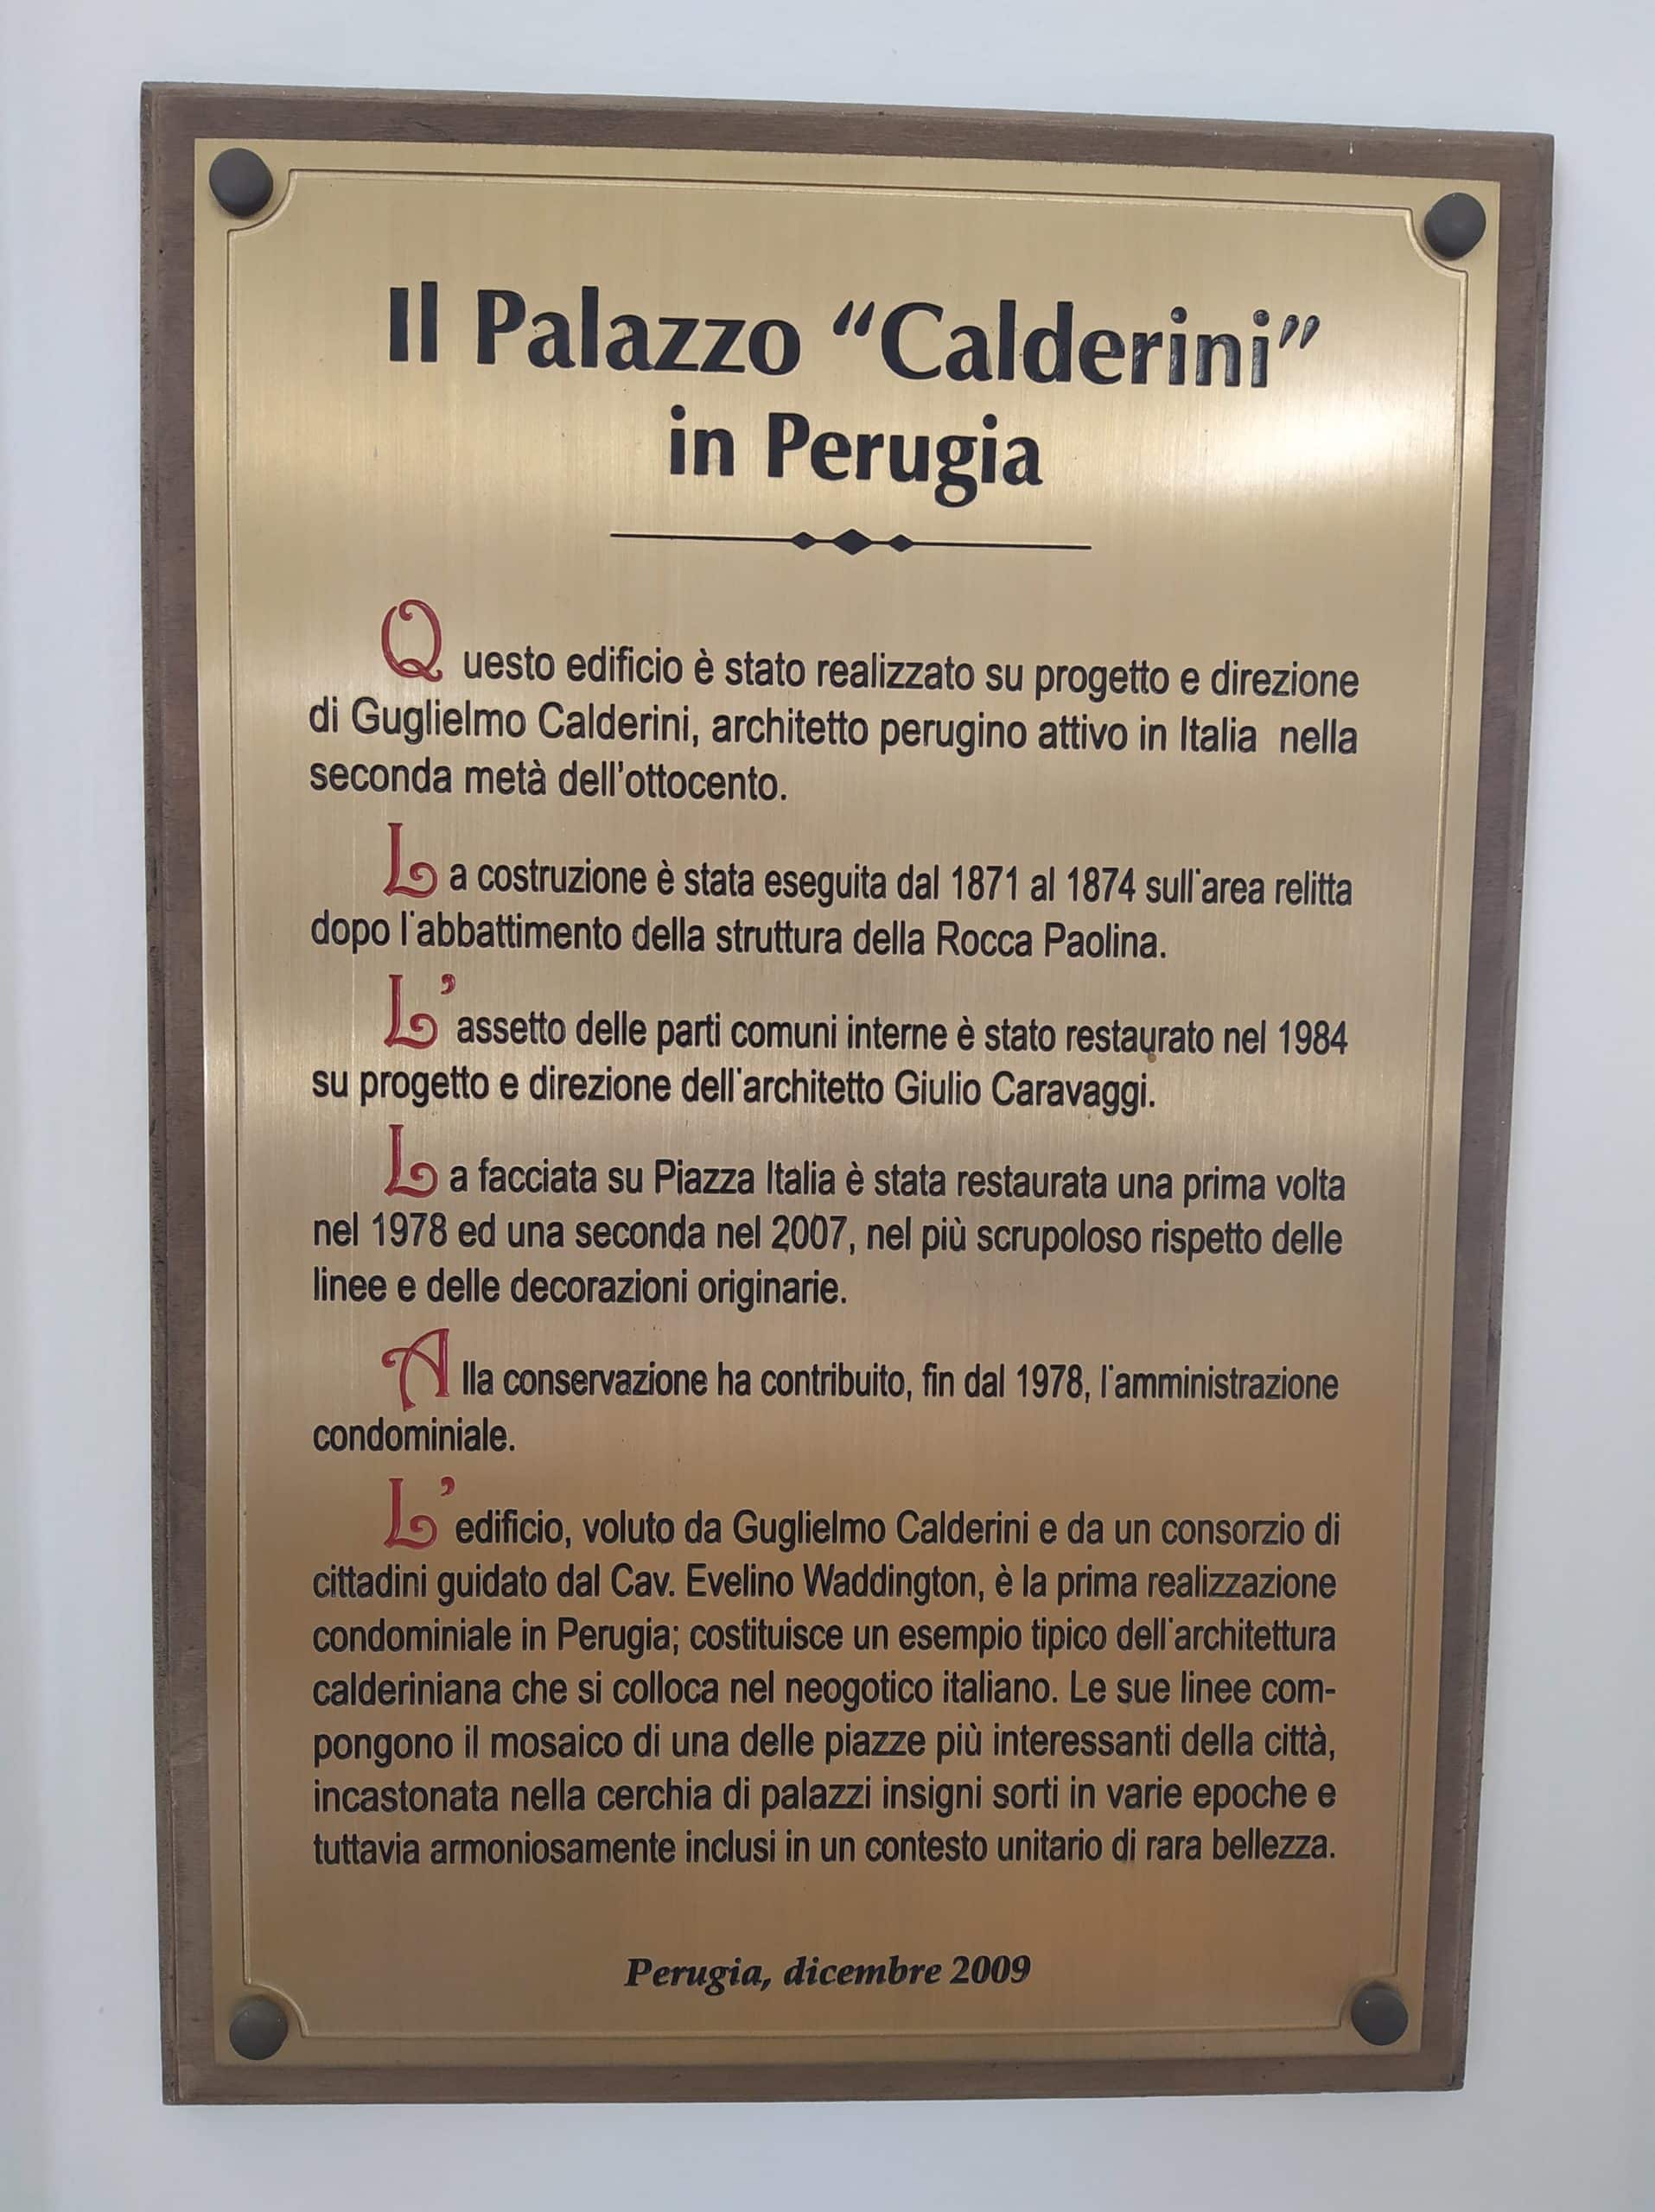 Il Palazzo “Calderini”
in Perugia
Questo edificio è stato realizzato su progetto e direzione
di Guglielmo Calderini, architetto perugino attivo in Italia nella
seconda metà dell'ottocento.
La costruzione è stata eseguita dal 1871 al 1874 sull'area relitta
dopo l'abbattimento della struttura della Rocca Paolina.
L'assetto delle parti comuni interne è stato restaurato nel 1984
su progetto e direzione dell'architetto Giulio Caravaggi.
La facciata su Piazza Italia è stata restaurata una prima volta
nel 1978 ed una seconda nel 2007, nel più scrupoloso rispetto delle
linee e delle decorazioni originarie.
Alla conservazione ha contribuito, fin dal 1978, l'amministrazione
condominiale.
L'edificio, voluto da Guglielmo Calderini e da un consorzio di
cittadini guidato dal Cav. Evelino Waddington, è la prima realizzazione
condominiale in Perugia; costituisce un esempio tipico dell'architettura
calderiniana che si colloca nel neogotico italiano. Le sue linee com-
pongono il mosaico di una delle piazze più interessanti della città,
incastonata nella cerchia di palazzi insigni sorti in varie epoche e
tuttavia armoniosamente inclusi in un contesto unitario di rara bellezza.
Perugia, dicembre 2009